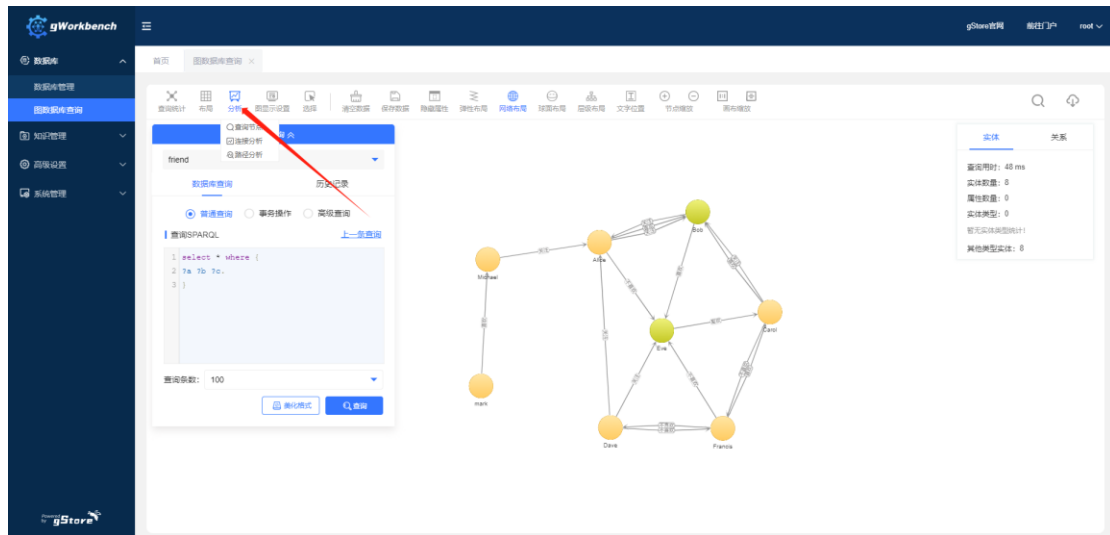 gWorkbench
gStore官网 前往门户 root
数据库
首页 图数据库查询 ×
数据库管理
图数据库查询
知识管理
高级设置
系统管理
查询统计 布局 分析 图显示设置 选择 清空数据 保存数据 隐藏属性 弹性布局 网络布局 球面布局 层级布局 文字位置 节点缩放 画布缩放
查询节点
连接分析
路径分析
friend
数据库查询 历史记录
普通查询 事务操作 高级查询
查询SPARQL 上一条查询
1 select * where {
2 ?a ?b ?c.
3 }
查询条数: 100
美化格式 查询
实体 关系
查询用时: 48 ms
实体数量: 8
属性数量: 0
实体类型: 0
暂无实体类型统计!
其他类型实体: 8
Bob
Alice
关注
Michael
Carol
Eve
mark
Dave
Francis
Powered by gStore